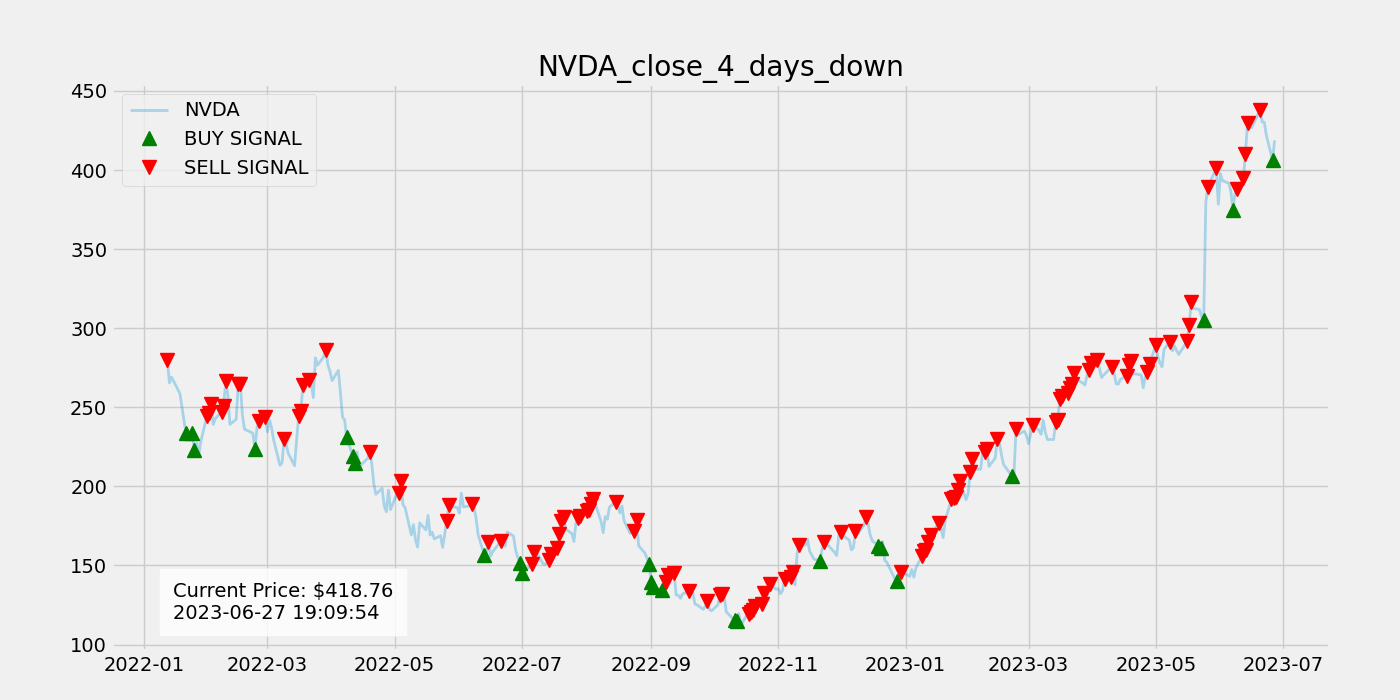 NVDA_close_4_days_down
450
400
350
300
250
200
150
100
NVDA
BUY SIGNAL
SELL SIGNAL
Current Price: $418.76
2023-06-27 19:09:54
2022-01 2022-03 2022-05 2022-07 2022-09 2022-11 2023-01 2023-03 2023-05 2023-07